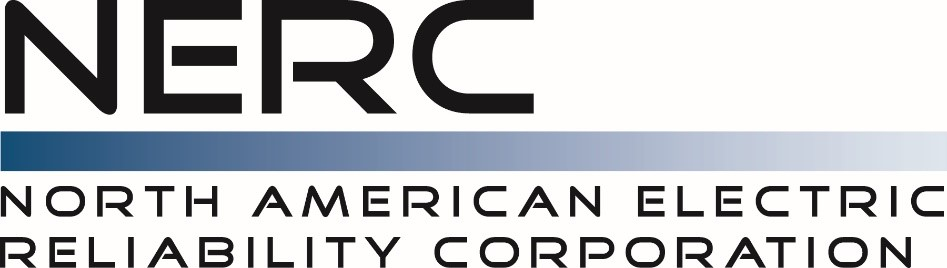 NERC
NORTH AMERICAN ELECTRIC
RELIABILITY CORPORATION